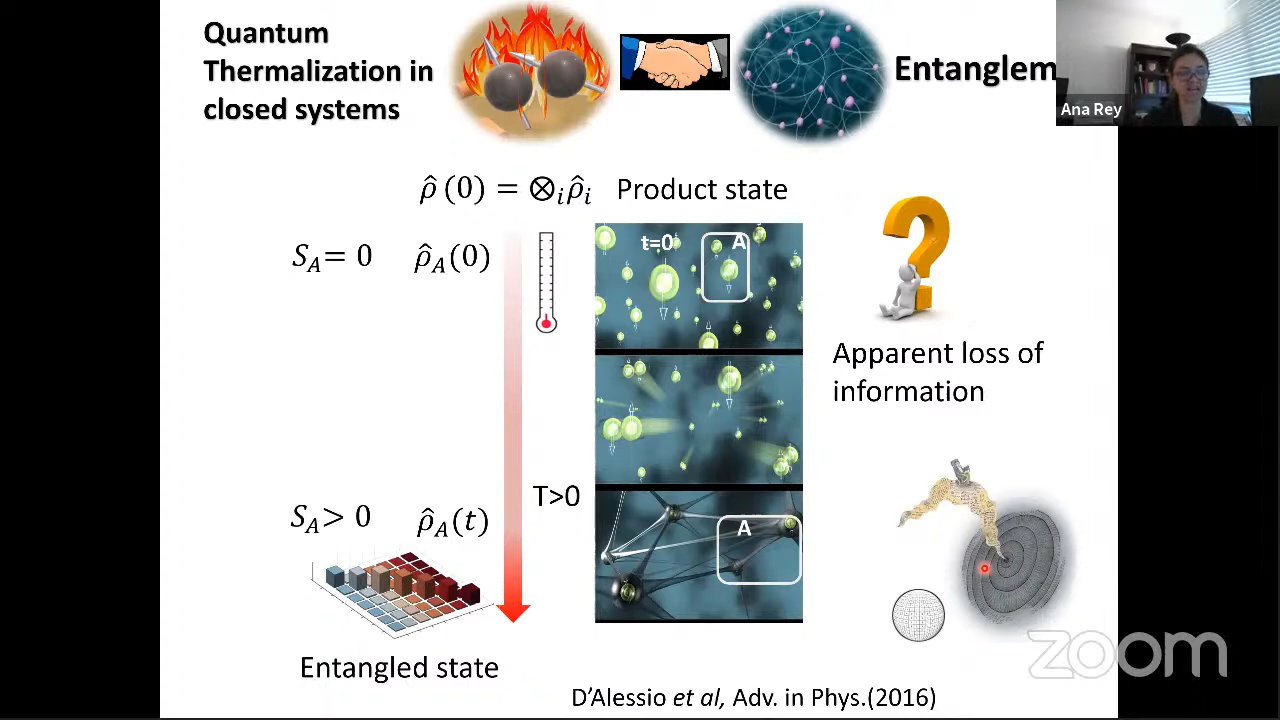 Quantum
Thermalization in
closed systems
Entanglem
Ana Rey
ρ̂ (0) = ⊗ᵢρ̂ᵢ Product state
S_A= 0 ρ̂_A(0)
t=0
A
Apparent loss of
information
T>0
S_A> 0 ρ̂_A(t)
A
Entangled state
zoom
D'Alessio et al, Adv. in Phys.(2016)